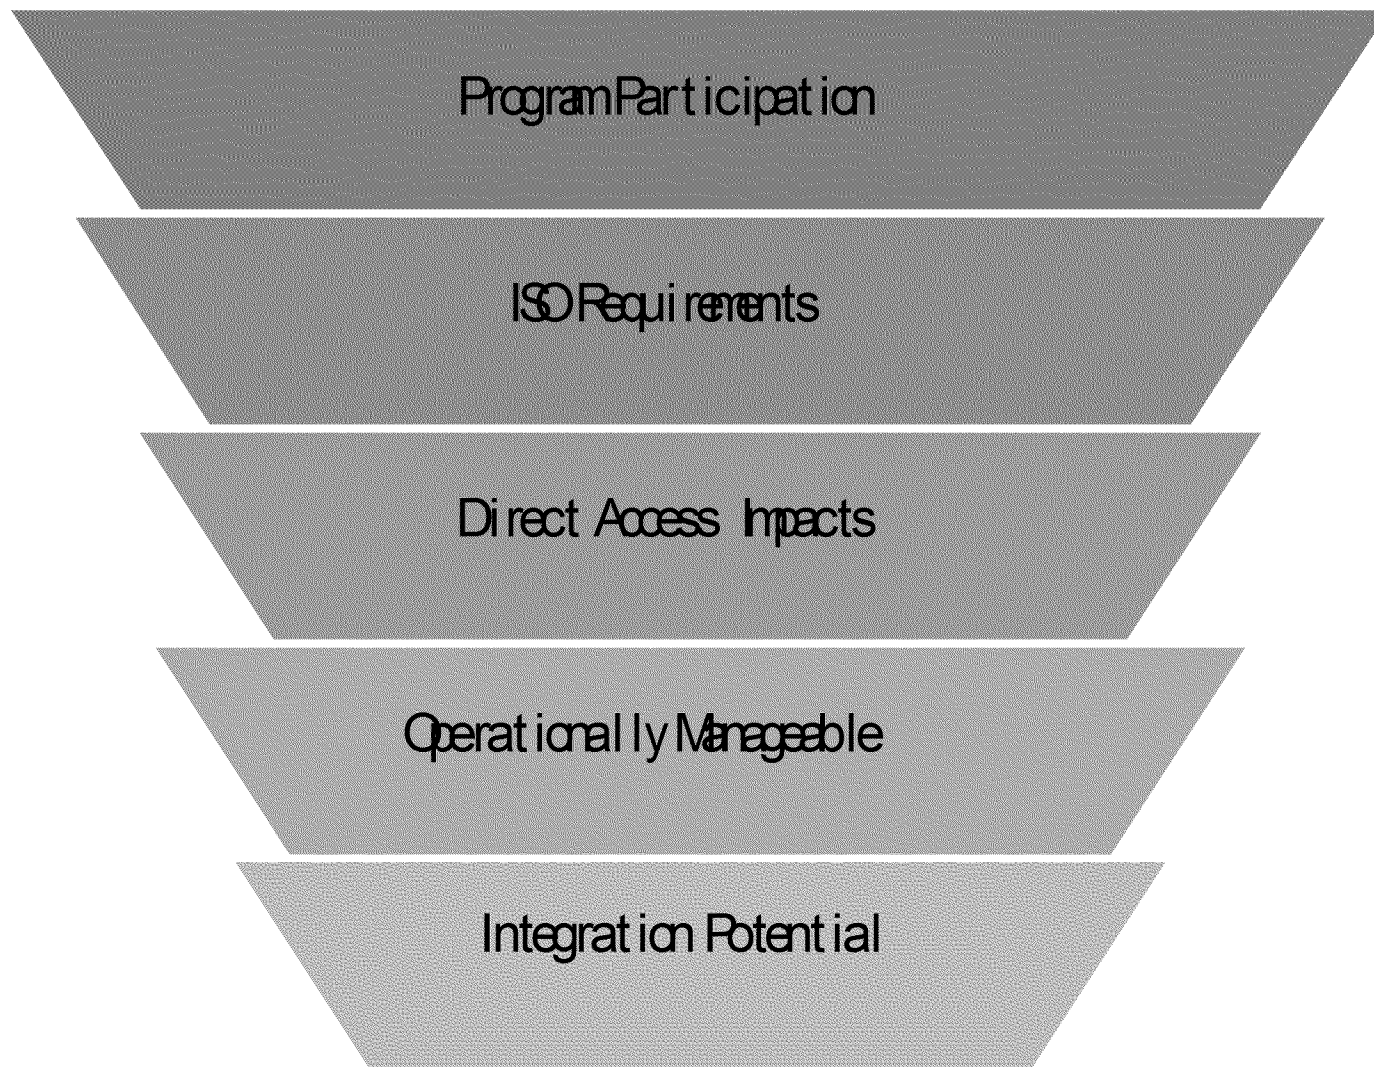 Program Participation
ISO Requirements
Direct Access Impacts
Operationally Manageable
Integration Potential